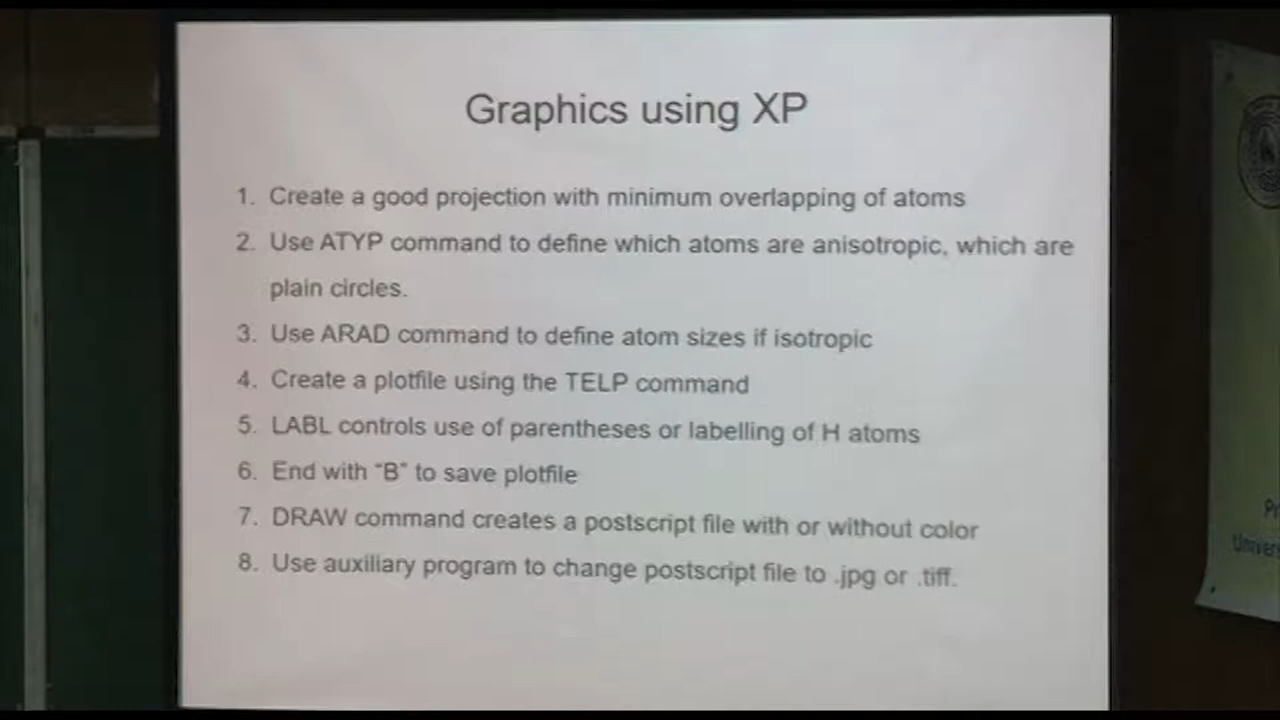 Graphics using XP
1. Create a good projection with minimum overlapping of atoms
2. Use ATYP command to define which atoms are anisotropic, which are
plain circles.
3. Use ARAD command to define atom sizes if isotropic
4. Create a plotfile using the TELP command
5. LABL controls use of parentheses or labelling of H atoms
6. End with "B" to save plotfile
7. DRAW command creates a postscript file with or without color
8. Use auxiliary program to change postscript file to .jpg or .tiff.